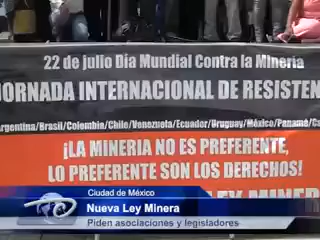 22 de julio Día Mundial Contra la Minería
JORNADA INTERNACIONAL DE RESISTEN
Argentina/Brasil/Colombia/Chile/Venezuela/Ecuador/Uruguay/México/Panamá/
¡LA MINERIA NO ES PREFERENTE,
LO PREFERENTE SON LOS DERECHOS!
LEY MINER
Ciudad de México
Nueva Ley Minera
Piden asociaciones y legisladores